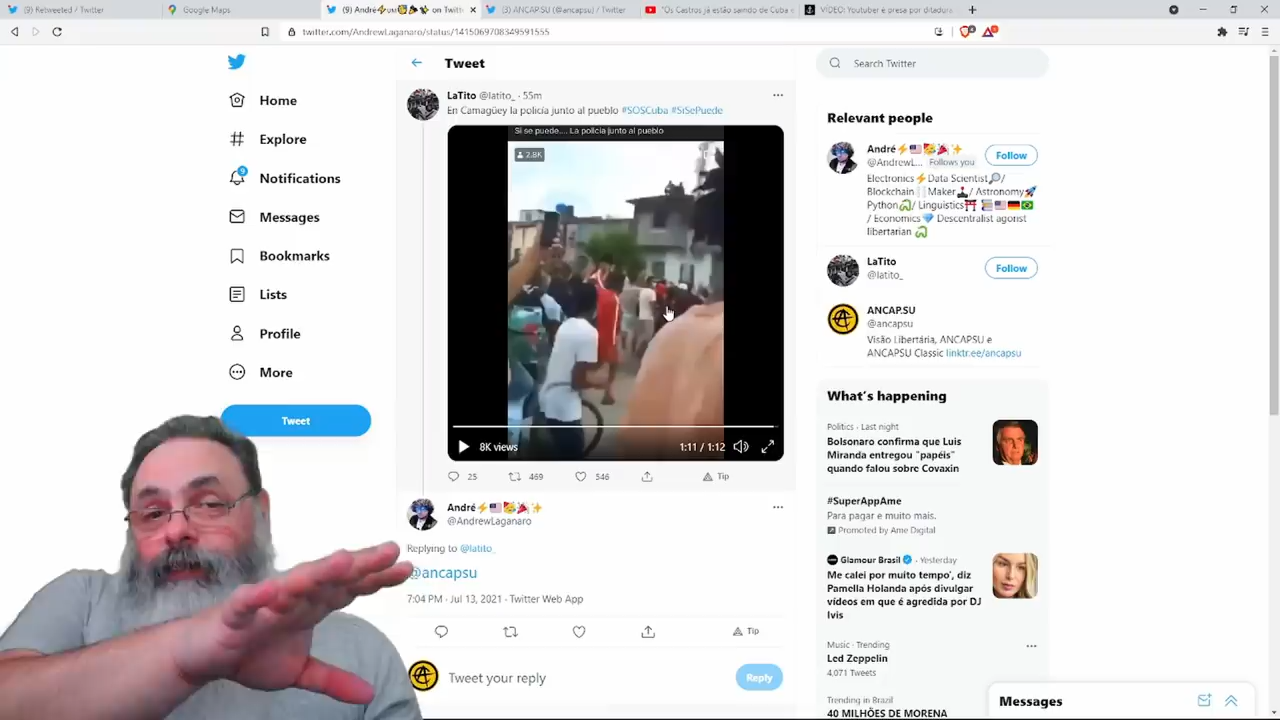 (9) Retweeted / Twitter
Google Maps
(9) André
on Twitt
(3) ANCAP.SU (@ancapsu) / Twitter
"Os Castros já estão saindo de Cuba e
VÍDEO: Youtuber é presa por ditadora
twitter.com/AndrewLaganaro/status/1415069708349591555
Home
Explore
9
Notifications
Messages
Bookmarks
Lists
Profile
More
Tweet
Tweet
LaTito @latito_ · 55m
En Camagüey la policía junto al pueblo #SOSCuba #SiSePuede
Si se puede.... La policia junto al pueblo
2.8K
8K views
1:11 / 1:12
25
469
546
Tip
André⚡🇺🇸🥳🎉✨
@AndrewLaganaro
Replying to @latito_
@ancapsu
7:04 PM · Jul 13, 2021 · Twitter Web App
Tip
Tweet your reply
Reply
Search Twitter
Relevant people
André⚡🇺🇸🥳🎉✨
@AndrewL... Follows you
Follow
Electronics⚡Data Scientist🔎/
Blockchain⛓Maker🕹/ Astronomy🚀
Python🐍/ Linguistics⛩ 📚🇺🇸🇩🇪🇧🇷
/ Economics💎 Descentralist agorist
libertarian 🐍
LaTito
@latito_
Follow
ANCAP.SU
@ancapsu
Visão Libertária, ANCAPSU e
ANCAPSU Classic linktr.ee/ancapsu
What's happening
Politics · Last night
Bolsonaro confirma que Luis
Miranda entregou "papéis"
quando falou sobre Covaxin
#SuperAppAme
Para pagar e muito mais.
Promoted by Ame Digital
Glamour Brasil · Yesterday
Me calei por muito tempo', diz
Pamella Holanda após divulgar
vídeos em que é agredida por DJ
Ivis
Music · Trending
Led Zeppelin
4,071 Tweets
Trending in Brazil
40 MILHÕES DE MORENA
Messages